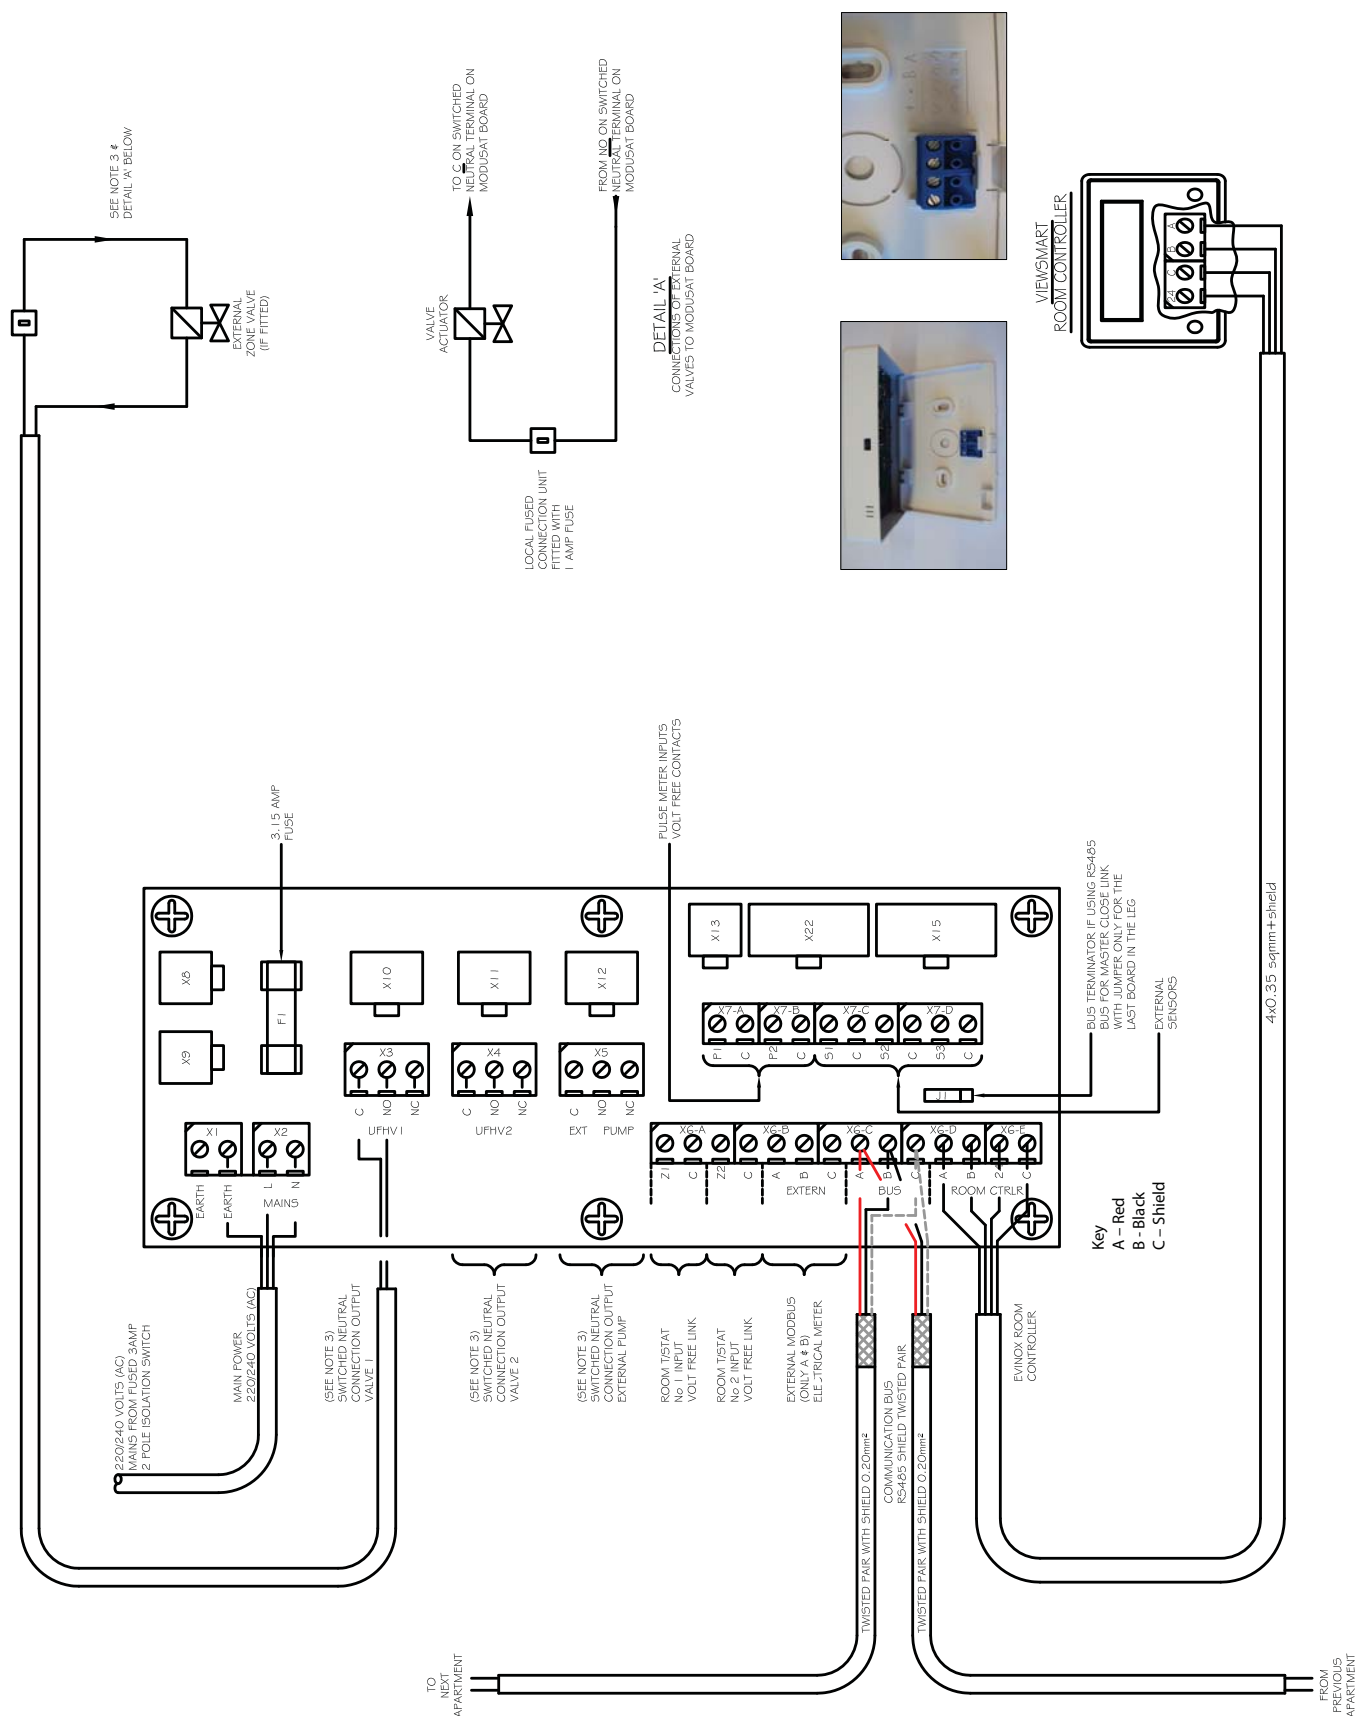 SEE NOTE 3 ¢
DETAIL 'A' BELOW
EXTERNAL
ZONE VALVE
(IF FITTED)
TO C ON SWITCHED
NEUTRAL TERMINAL ON
MODUSAT BOARD
FROM NO ON SWITCHED
NEUTRAL TERMINAL ON
MODUSAT BOARD
VALVE
ACTUATOR
LOCAL FUSED
CONNECTION UNIT
FITTED WITH
1 AMP FUSE
DETAIL 'A'
CONNECTIONS OF EXTERNAL
VALVES TO MODUSAT BOARD
VIEWSMART
ROOM CONTROLLER
24
C
B
A
4x0.35 sqmm+shield
3.15 AMP
FUSE
PULSE METER INPUTS
VOLT FREE CONTACTS
BUS TERMINATOR IF USING RS485
BUS FOR MASTER CLOSE LINK
WITH JUMPER ONLY FOR THE
LAST BOARD IN THE LEG
EXTERNAL
SENSORS
X8
X9
F1
X10
X11
X12
X13
X22
X15
X3
C
NO
NC
UFHV1
X4
C
NO
NC
UFHV2
X5
C
NO
NC
EXT PUMP
X7-A
X7-B
X7-C
X7-D
P1
C
P2
C
S1
C
S2
C
S3
C
J1
X1
EARTH
EARTH
X2
L
N
MAINS
X6-A
X6-B
X6-C
X6-D
X6-E
Z1
C
Z2
C
A
B
C
A
B
C
A
B
2
C
EXTERN
BUS
ROOM CTRLR
Key
A – Red
B - Black
C – Shield
220/240 VOLTS (AC)
MAINS FROM FUSED 3AMP
2 POLE ISOLATION SWITCH
MAIN POWER
220/240 VOLTS (AC)
(SEE NOTE 3)
SWITCHED NEUTRAL
CONNECTION OUTPUT
VALVE 1
(SEE NOTE 3)
SWITCHED NEUTRAL
CONNECTION OUTPUT
VALVE 2
(SEE NOTE 3)
SWITCHED NEUTRAL
CONNECTION OUTPUT
EXTERNAL PUMP
ROOM T/STAT
No 1 INPUT
VOLT FREE LINK
ROOM T/STAT
No 2 INPUT
VOLT FREE LINK
EXTERNAL MODBUS
(ONLY A ¢ B)
ELECTRICAL METER
TWISTED PAIR WITH SHIELD 0.20mm²
COMMUNICATION BUS
RS485 SHIELD TWISTED PAIR
TWISTED PAIR WITH SHIELD 0.20mm²
EVINOX ROOM
CONTROLLER
TO
NEXT
APARTMENT
FROM
PREVIOUS
APARTMENT